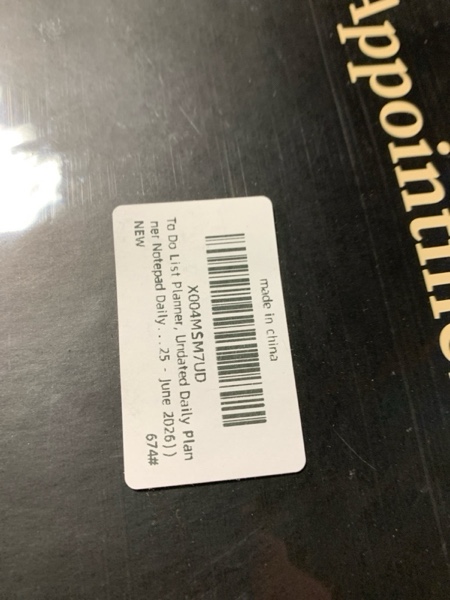 Appointme
made in china
X004MSM7UD
To Do List Planner, Undated Daily Plan
ner Notepad Daily...25 - June 2026))
NEW
674#